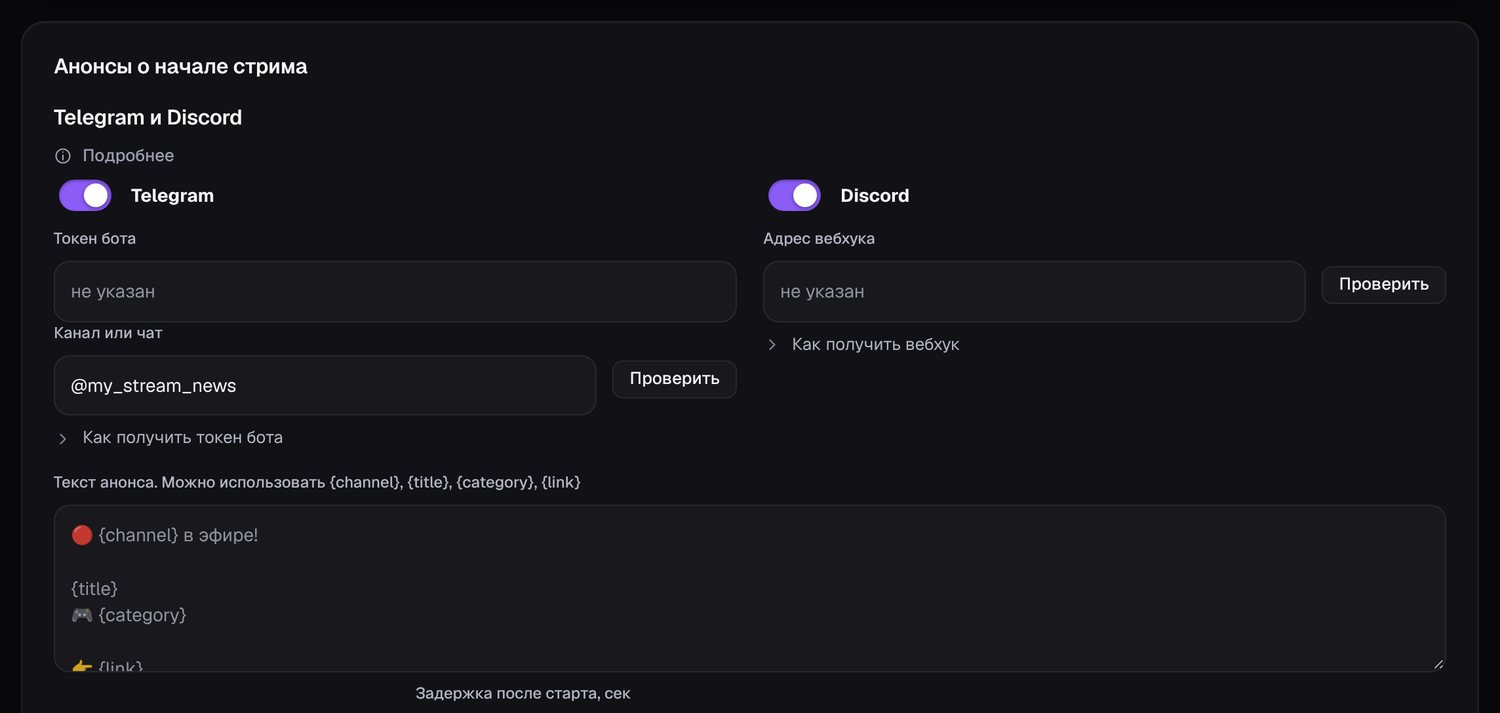 Анонсы о начале стрима
Telegram и Discord
Подробнее
Telegram
Токен бота
не указан
Канал или чат
@my_stream_news
Проверить
Как получить токен бота
Discord
Адрес вебхука
не указан
Проверить
Как получить вебхук
Текст анонса. Можно использовать {channel}, {title}, {category}, {link}
🔴 {channel} в эфире!
{title}
🎮 {category}
👉 {link}
Задержка после старта, сек